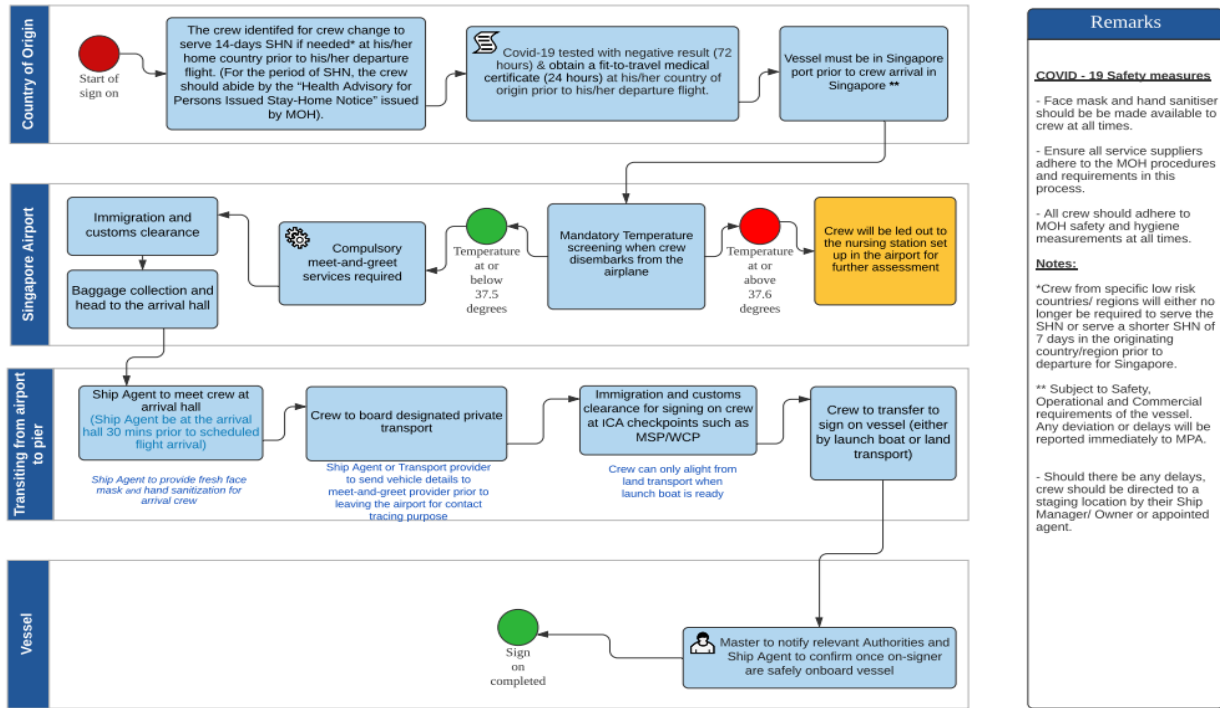 Country of Origin
Start of
sign on
The crew identifed for crew change to
serve 14-days SHN if needed* at his/her
home country prior to his/her departure
flight. (For the period of SHN, the crew
should abide by the “Health Advisory for
Persons Issued Stay-Home Notice” issued
by MOH).
Covid-19 tested with negative result (72
hours) & obtain a fit-to-travel medical
certificate (24 hours) at his/her country of
origin prior to his/her departure flight.
Vessel must be in Singapore
port prior to crew arrival in
Singapore **
Singapore Airport
Immigration and
customs clearance
Baggage collection and
head to the arrival hall
Compulsory
meet-and-greet
services required
Temperature
at or
below
37.5
degrees
Mandatory Temperature
screening when crew
disembarks from the
airplane
Temperature
at or
above
37.6
degrees
Crew will be led out to
the nursing station set
up in the airport for
further assessment
Transiting from airport
to pier
Ship Agent to meet crew at
arrival hall
(Ship Agent be at the arrival
hall 30 mins prior to scheduled
flight arrival)
Ship Agent to provide fresh face
mask and hand sanitization for
arrival crew
Crew to board designated private
transport
Ship Agent or Transport provider
to send vehicle details to
meet-and-greet provider prior to
leaving the airport for contact
tracing purpose
Immigration and customs
clearance for signing on crew
at ICA checkpoints such as
MSP/WCP
Crew can only alight from
land transport when
launch boat is ready
Crew to transfer to
sign on vessel (either
by launch boat or land
transport)
Vessel
Sign
on
completed
Master to notify relevant Authorities and
Ship Agent to confirm once on-signer
are safely onboard vessel
Remarks
COVID - 19 Safety measures
- Face mask and hand sanitiser
should be be made available to
crew at all times.
- Ensure all service suppliers
adhere to the MOH procedures
and requirements in this
process.
- All crew should adhere to
MOH safety and hygiene
measurements at all times.
Notes:
*Crew from specific low risk
countries/ regions will either no
longer be required to serve the
SHN or serve a shorter SHN of
7 days in the originating
country/region prior to
departure for Singapore.
** Subject to Safety,
Operational and Commercial
requirements of the vessel.
Any deviation or delays will be
reported immediately to MPA.
- Should there be any delays,
crew should be directed to a
staging location by their Ship
Manager/ Owner or appointed
agent.